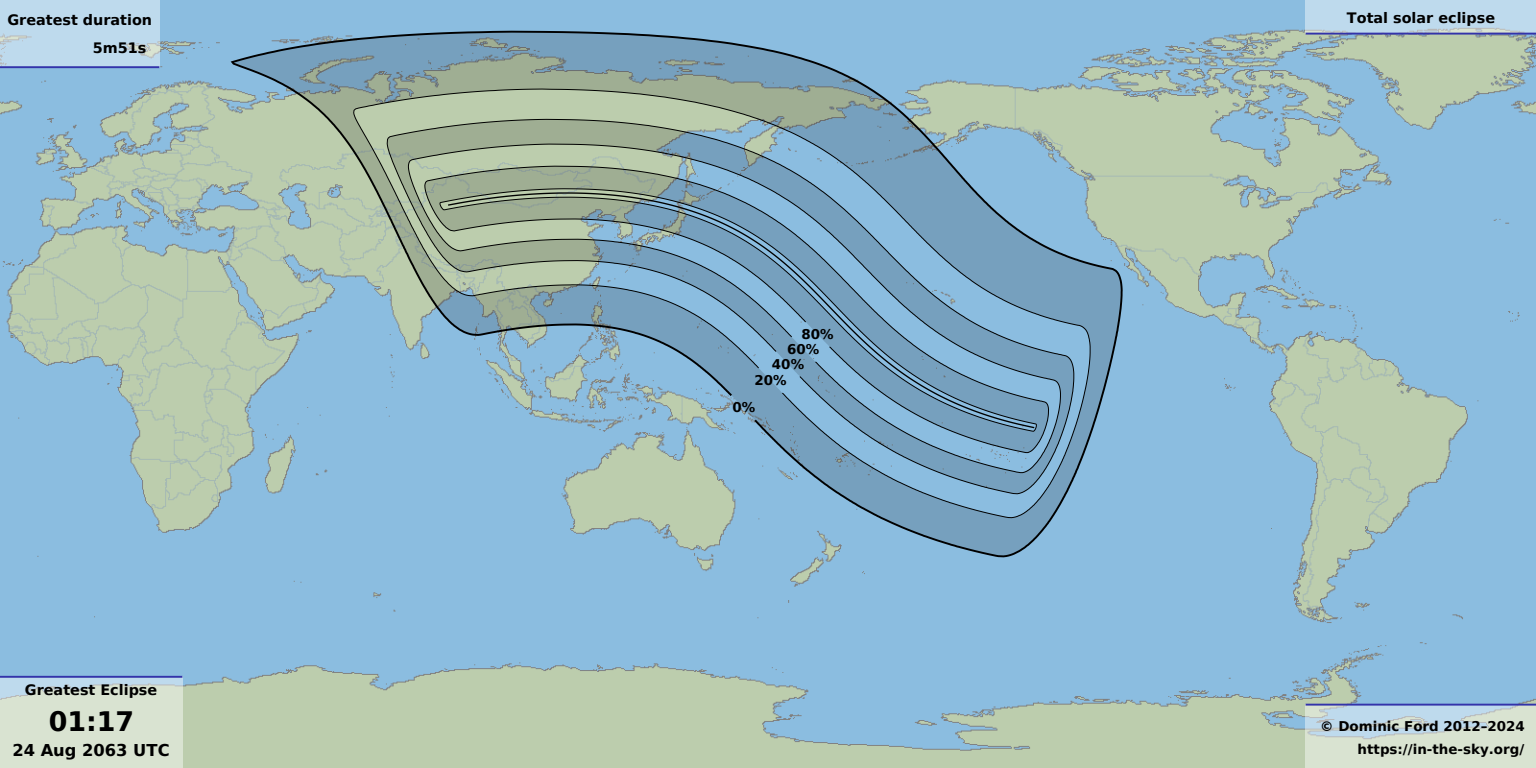 Greatest duration
5m51s
Total solar eclipse
80%
60%
40%
20%
0%
Greatest Eclipse
01:17
24 Aug 2063 UTC
© Dominic Ford 2012–2024
https://in-the-sky.org/